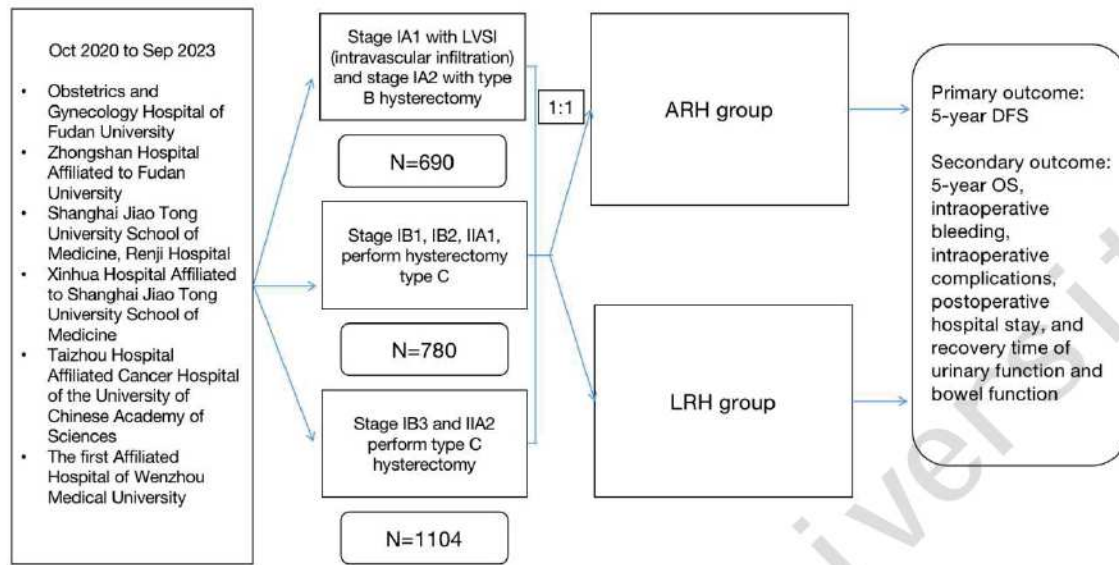 Oct 2020 to Sep 2023
• Obstetrics and
Gynecology Hospital of
Fudan University
• Zhongshan Hospital
Affiliated to Fudan
University
• Shanghai Jiao Tong
University School of
Medicine, Renji Hospital
• Xinhua Hospital Affiliated
to Shanghai Jiao Tong
University School of
Medicine
• Taizhou Hospital
Affiliated Cancer Hospital
of the University of
Chinese Academy of
Sciences
• The first Affiliated
Hospital of Wenzhou
Medical University
Stage IA1 with LVSI
(intravascular infiltration)
and stage IA2 with type
B hysterectomy
N=690
Stage IB1, IB2, IIA1,
perform hysterectomy
type C
N=780
Stage IB3 and IIA2
perform type C
hysterectomy
N=1104
1:1
ARH group
LRH group
Primary outcome:
5-year DFS
Secondary outcome:
5-year OS,
intraoperative
bleeding,
intraoperative
complications,
postoperative
hospital stay, and
recovery time of
urinary function and
bowel function
iversit